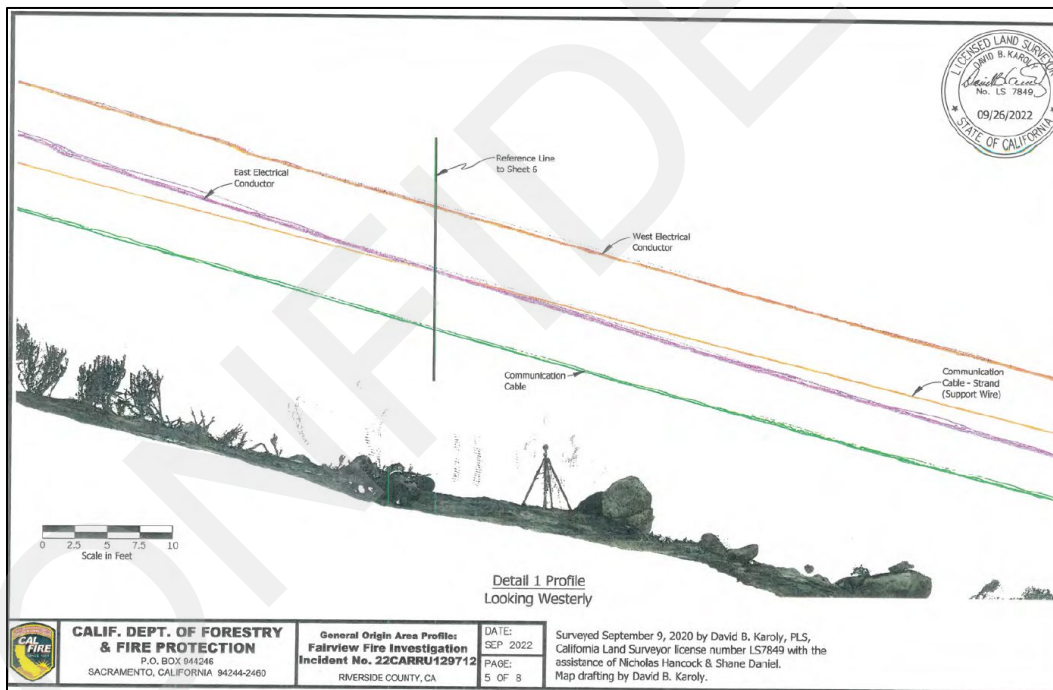 LICENSED LAND SURVEYOR
DAVID B. KAROLY
No. LS 7849
09/26/2022
STATE OF CALIFORNIA
Reference Line
to Sheet 6
East Electrical
Conductor
West Electrical
Conductor
Communication
Cable
Communication
Cable - Strand
(Support Wire)
0 2.5 5 7.5 10
Scale in Feet
Detail 1 Profile
Looking Westerly
CAL
FIRE
CALIF. DEPT. OF FORESTRY
& FIRE PROTECTION
P.O. BOX 944246
SACRAMENTO, CALIFORNIA 94244-2460
General Origin Area Profile:
Fairview Fire Investigation
Incident No. 22CARRU129712
RIVERSIDE COUNTY, CA
DATE:
SEP 2022
PAGE:
5 OF 8
Surveyed September 9, 2020 by David B. Karoly, PLS,
California Land Surveyor license number LS7849 with the
assistance of Nicholas Hancock & Shane Daniel.
Map drafting by David B. Karoly.
ONFIDE